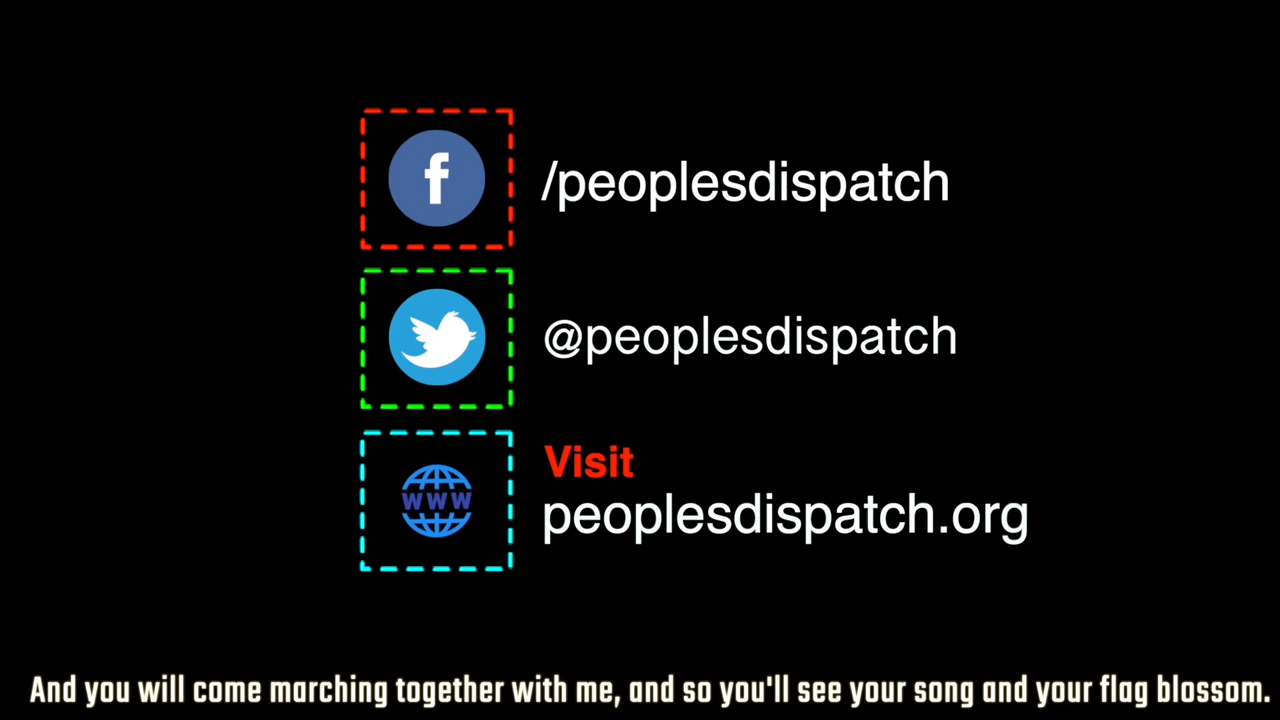 f
/peoplesdispatch
@peoplesdispatch
Visit
WWW
peoplesdispatch.org
And you will come marching together with me, and so you'll see your song and your flag blossom.